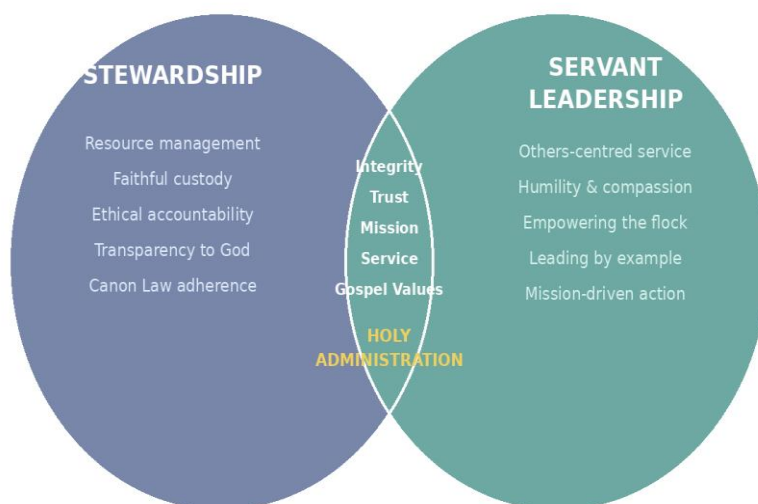 STEWARDSHIP
Resource management
Faithful custody
Ethical accountability
Transparency to God
Canon Law adherence
Integrity
Trust
Mission
Service
Gospel Values
HOLY
ADMINISTRATION
SERVANT
LEADERSHIP
Others-centred service
Humility & compassion
Empowering the flock
Leading by example
Mission-driven action